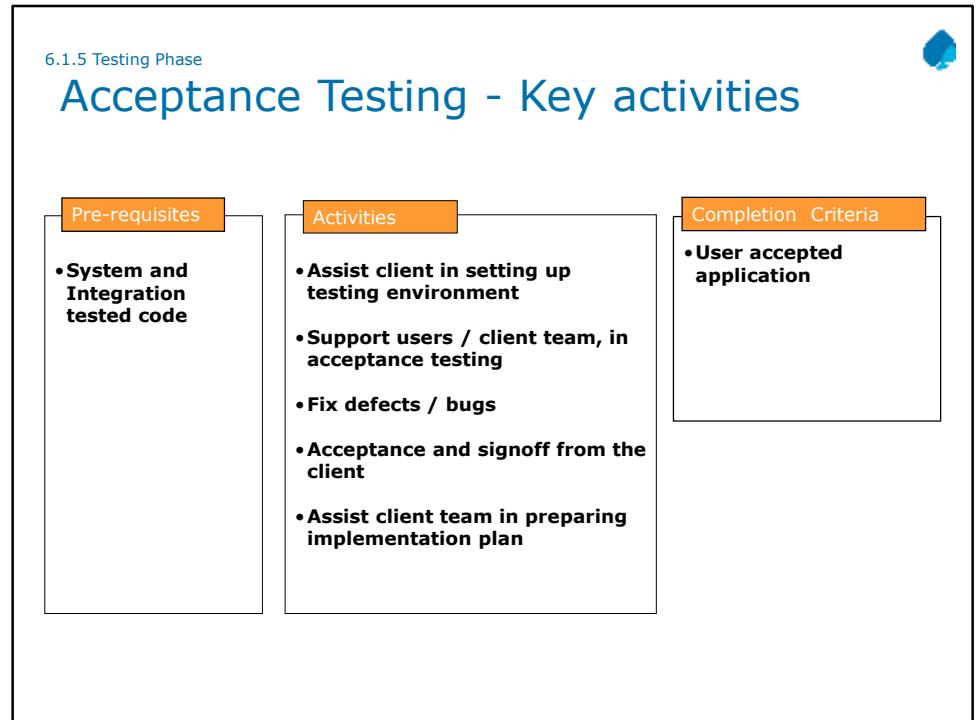 6.1.5 Testing Phase
Acceptance Testing - Key activities
Pre-requisites
•System and
Integration
tested code
Activities
•Assist client in setting up
testing environment
•Support users / client team, in
acceptance testing
•Fix defects / bugs
•Acceptance and signoff from the
client
•Assist client team in preparing
implementation plan
Completion Criteria
•User accepted
application